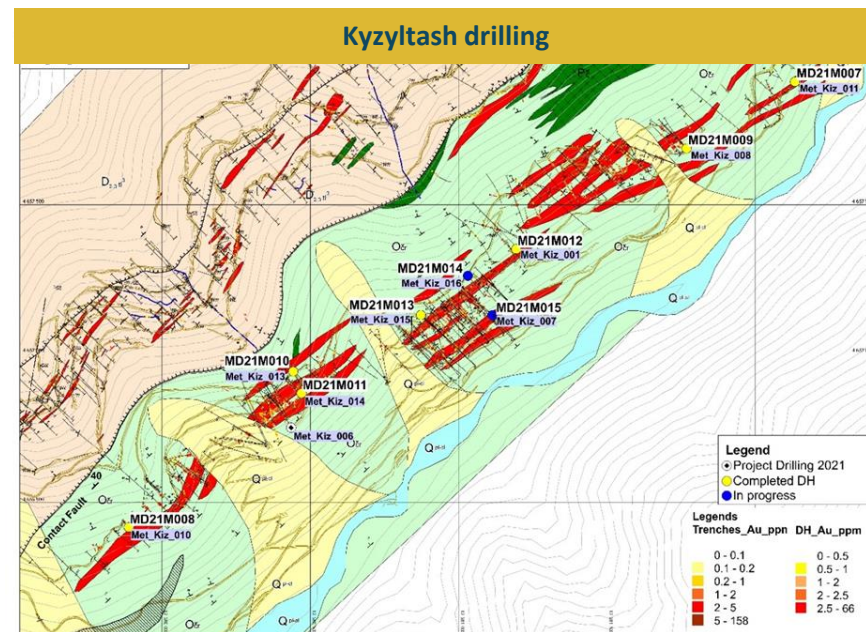 Kyzyltash drilling
MD21M007
Met_Kiz_011
MD21M009
Met_Kiz_008
MD21M012
Met_Kiz_001
MD21M014
Met_Kiz_016
MD21M013
Met_Kiz_015
MD21M015
Met_Kiz_007
MD21M010
Met_Kiz_013
MD21M011
Met_Kiz_014
Met_Kiz_006
40
Contact Fault
MD21M008
Met_Kiz_010
Legend
Project Drilling 2021
Completed DH
In progress
Legends
Trenches_Au_ppn DH_Au_ppm
0 - 0.1 0 - 0.5
0.1 - 0.2 0.5 - 1
0.2 - 1 1 - 2
1 - 2 2 - 2.5
2 - 5 2.5 - 66
5 - 158